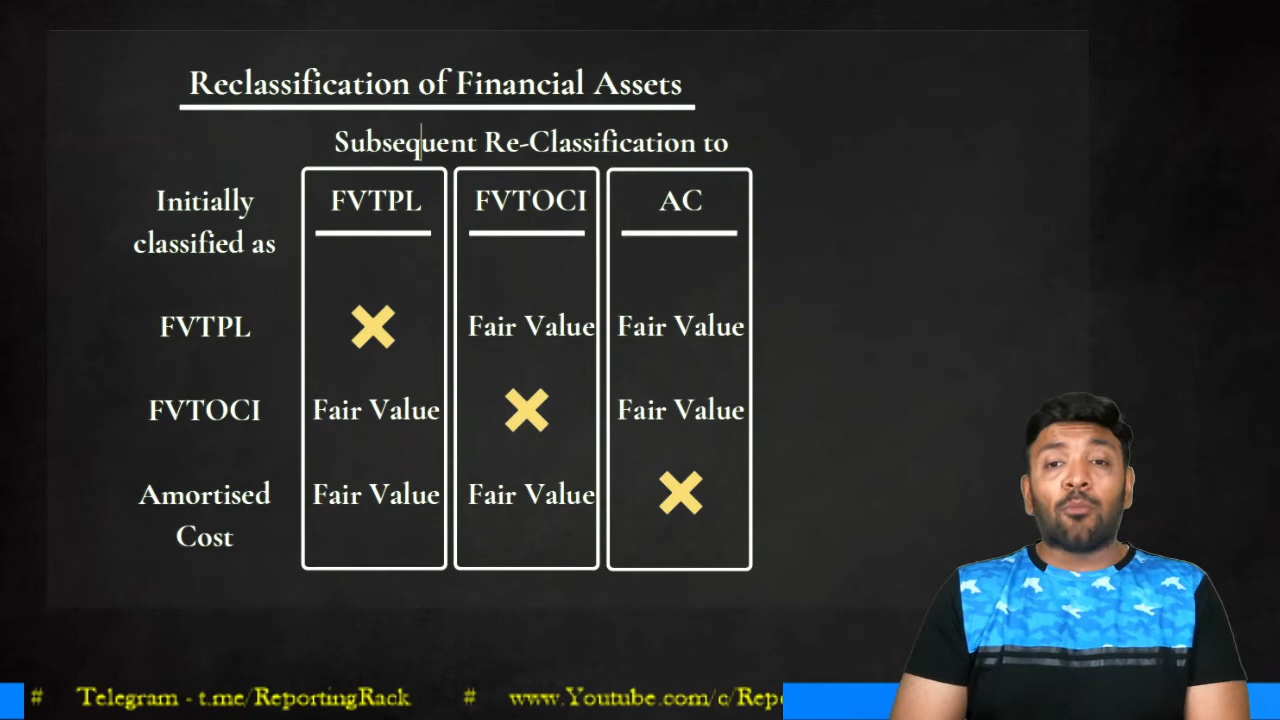 Reclassification of Financial Assets
Subsequent Re-Classification to
Initially classified as
FVTPL FVTOCI AC
FVTPL Fair Value Fair Value
FVTOCI Fair Value Fair Value
Amortised Cost Fair Value Fair Value
# Telegram - t.me/ReportingRack # www.Youtube.com/c/Repo